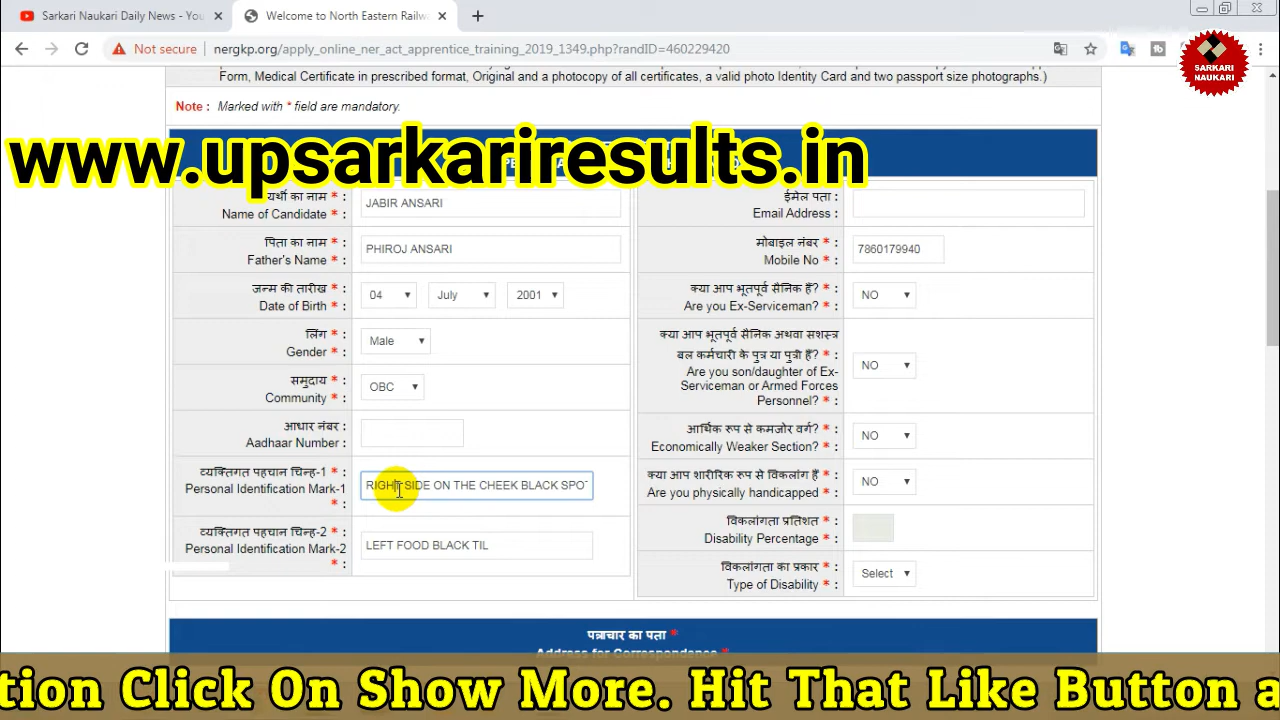 Sarkari Naukari Daily News - You
Welcome to North Eastern Railw
Not secure
nergkp.org/apply_online_ner_act_apprentice_training_2019_1349.php?randID=460229420
SARKARI
NAUKARI
Form, Medical Certificate in prescribed format, Original and photocopy of all certificates, a valid photo Identity Card and two passport size photographs.)
Note : Marked with * field are mandatory.
www.upsarkariresults.in
यर्थी का नाम * :
Name of Candidate * :
JABIR ANSARI
ईमेल पता :
Email Address :
पिता का नाम * :
Father's Name * :
PHIROJ ANSARI
मोबाइल नंबर * :
Mobile No * :
7860179940
जन्म की तारीख * :
Date of Birth * :
04 July 2001
क्या आप भूतपूर्व सैनिक हैं? * :
Are you Ex-Serviceman? * :
NO
लिंग * :
Gender * :
Male
क्या आप भूतपूर्व सैनिक अथवा सशस्त्र
बल कर्मचारी के पुत्र या पुत्री हैं? * :
Are you son/daughter of Ex-
Serviceman or Armed Forces
Personnel? * :
NO
समुदाय * :
Community * :
OBC
आधार नंबर :
Aadhaar Number :
आर्थिक रूप से कमजोर वर्ग? * :
Economically Weaker Section? * :
NO
व्यक्तिगत पहचान चिन्ह-1 * :
Personal Identification Mark-1
* :
RIGHT SIDE ON THE CHEEK BLACK SPOT
क्या आप शारीरिक रूप से विकलांग हैं * :
Are you physically handicapped * :
NO
व्यक्तिगत पहचान चिन्ह-2 * :
Personal Identification Mark-2
* :
LEFT FOOD BLACK TIL
विकलांगता प्रतिशत * :
Disability Percentage * :
विकलांगता का प्रकार * :
Type of Disability * :
Select
पत्राचार का पता *
Address for Correspondence *
tion Click On Show More. Hit That Like Button a